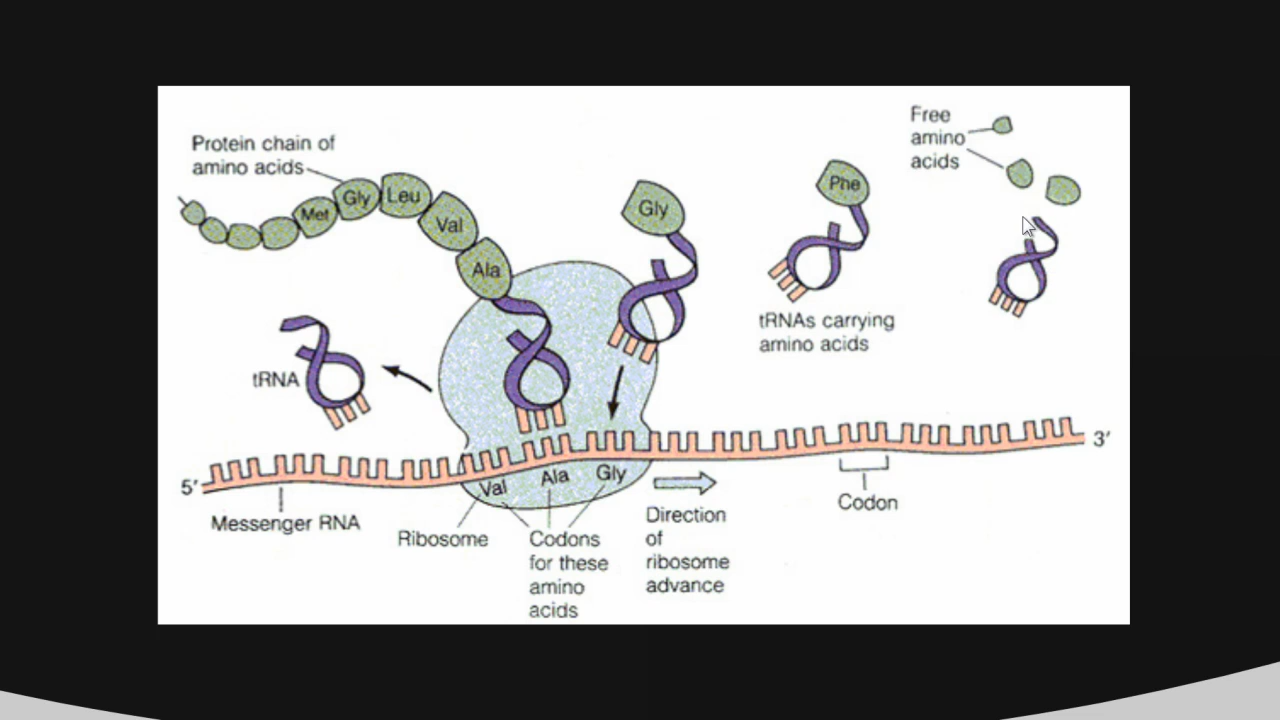 Protein chain of
amino acids
Free
amino
acids
Met
Gly
Leu
Val
Ala
Gly
Phe
tRNA
tRNAs carrying
amino acids
5′
3′
Val
Ala
Gly
Messenger RNA
Ribosome
Codons
for these
amino
acids
Direction
of
ribosome
advance
Codon